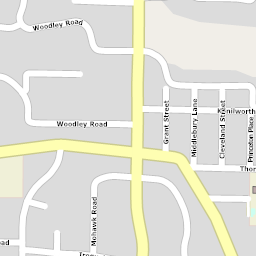 Woodley Road
Kenilworth
Grant Street
Middlebury Lane
Cleveland Street
Princeton Place
Woodley Road
Mohawk Road